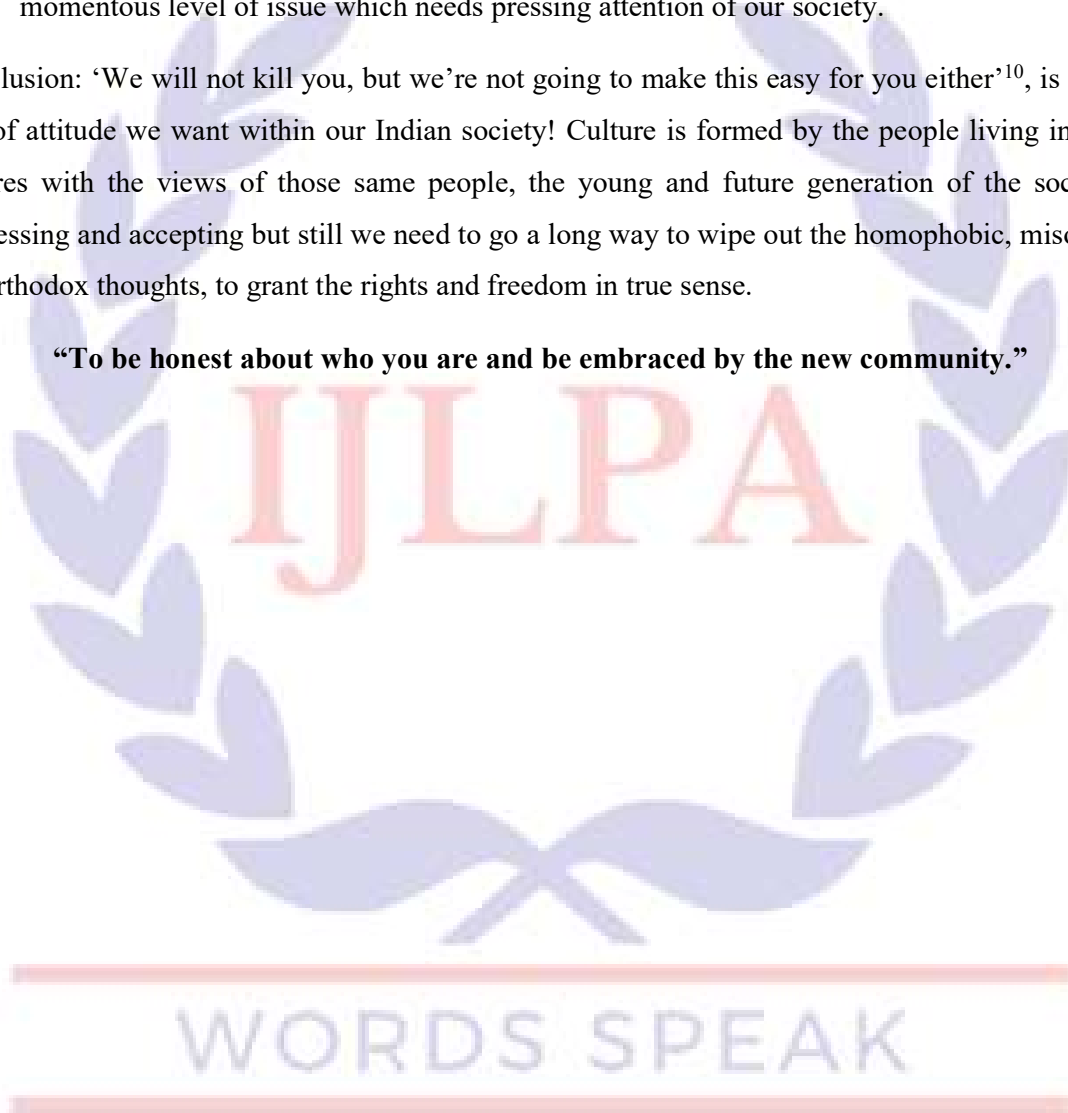 momentous level of issue which needs pressing attention of our society.
lusion: ‘We will not kill you, but we’re not going to make this easy for you either’10, is
of attitude we want within our Indian society! Culture is formed by the people living in
res with the views of those same people, the young and future generation of the soc
essing and accepting but still we need to go a long way to wipe out the homophobic, miso
rthodox thoughts, to grant the rights and freedom in true sense.
“To be honest about who you are and be embraced by the new community.”
IJLPA
WORDS SPEAK